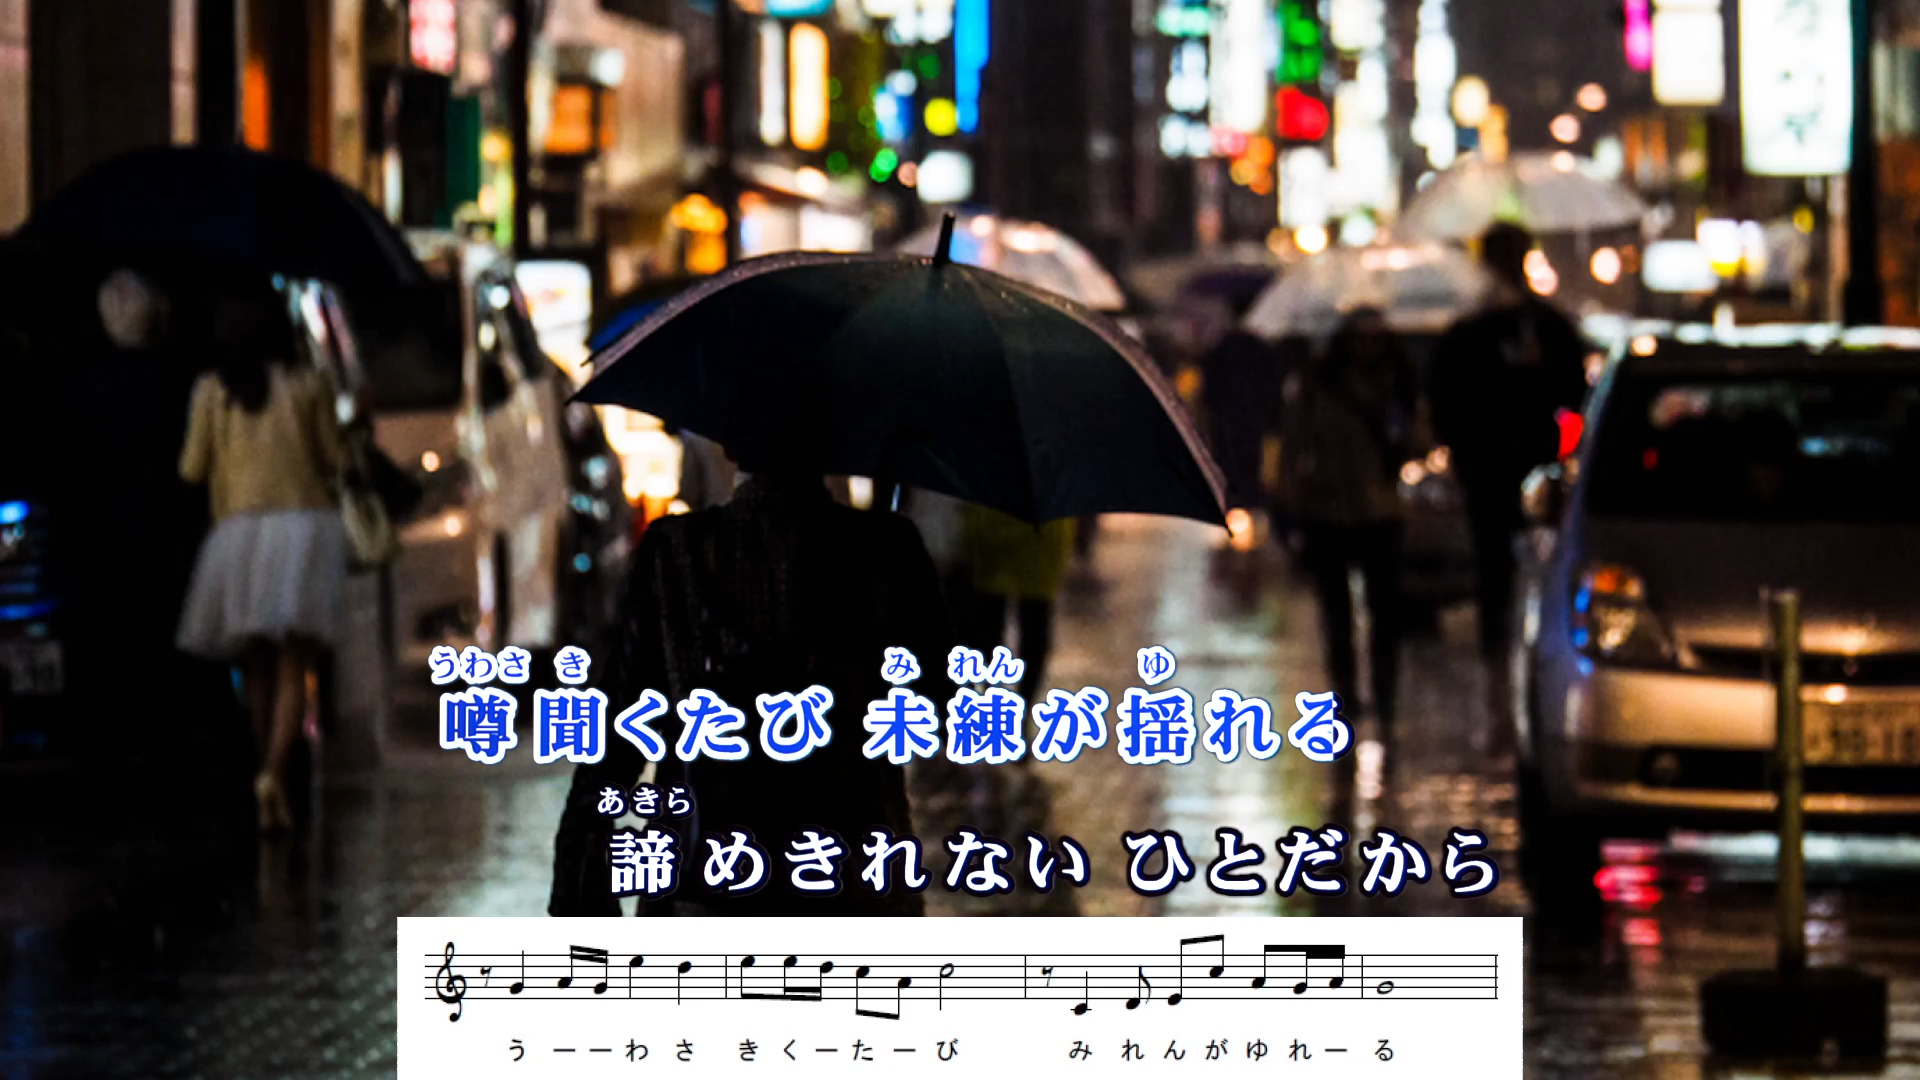 うわさ き み れん ゆ
噂聞くたび 未練が揺れる
あきら
諦めきれない ひとだから
う ー ー わ さ き く ー た ー び み れ ん が ゆ れ ー る